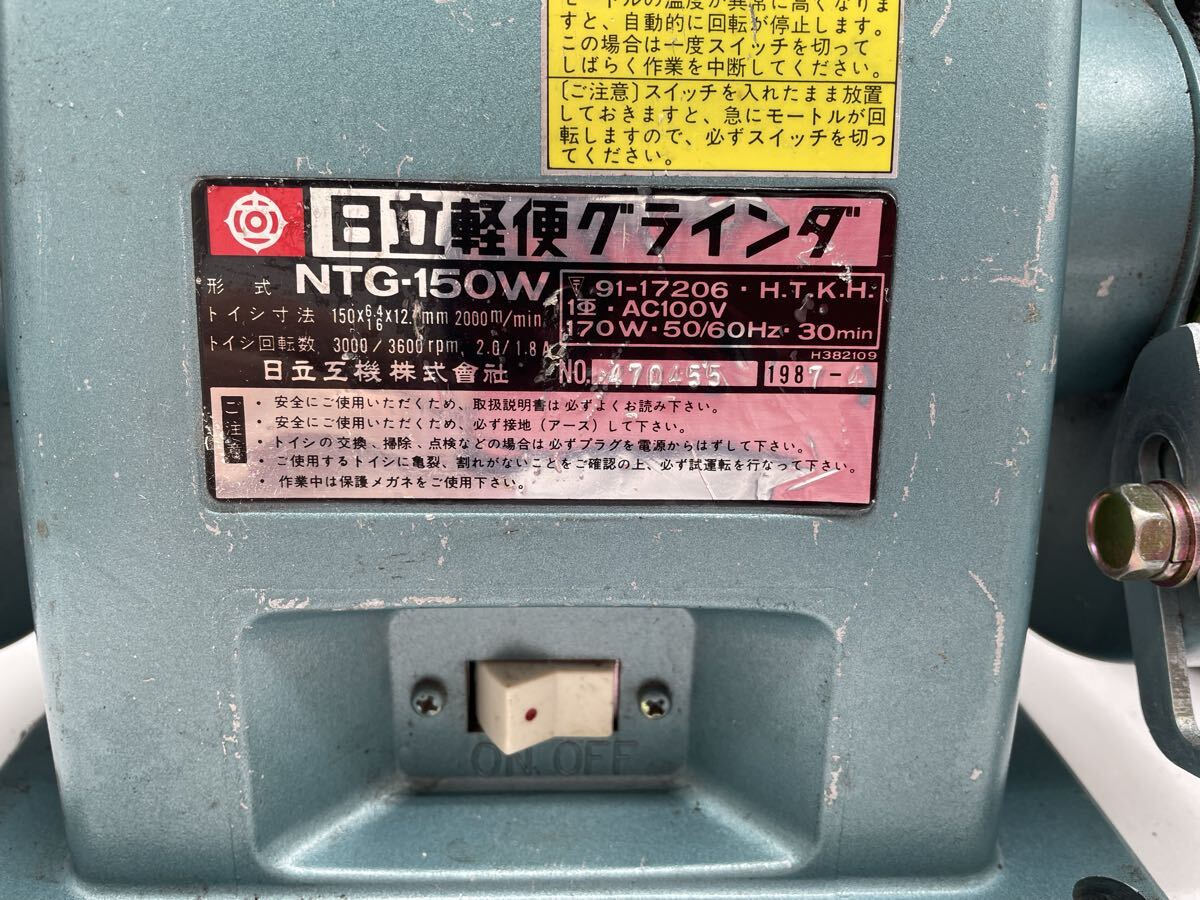 モートルの温度が異常に高くなりま
すと、自動的に回転が停止します。
この場合は一度スイッチを切って
しばらく作業を中断してください。
〔ご注意〕スイッチを入れたまま放置
しておきますと、急にモートルが回
転しますので、必ずスイッチを切っ
てください。
日立軽便グラインダ
形式 NTG-150W
トイシ寸法 150×6.4/16×12.7mm 2000m/min
トイシ回転数 3000/3600rpm, 2.0/1.8A
〒 91-17206・H.T.K.H.
1Φ・AC100V
170W・50/60Hz・30min
H382109
日立工機株式會社 NO. 470455 1987-4
ご注意
・安全にご使用いただくため、取扱説明書は必ずよくお読み下さい。
・安全にご使用いただくため、必ず接地(アース)して下さい。
・トイシの交換、掃除、点検などの場合は必ずプラグを電源からはずして下さい。
・ご使用するトイシに亀裂、割れがないことをご確認の上、必ず試運転を行なって下さい。
・作業中は保護メガネをご使用下さい。
ON OFF